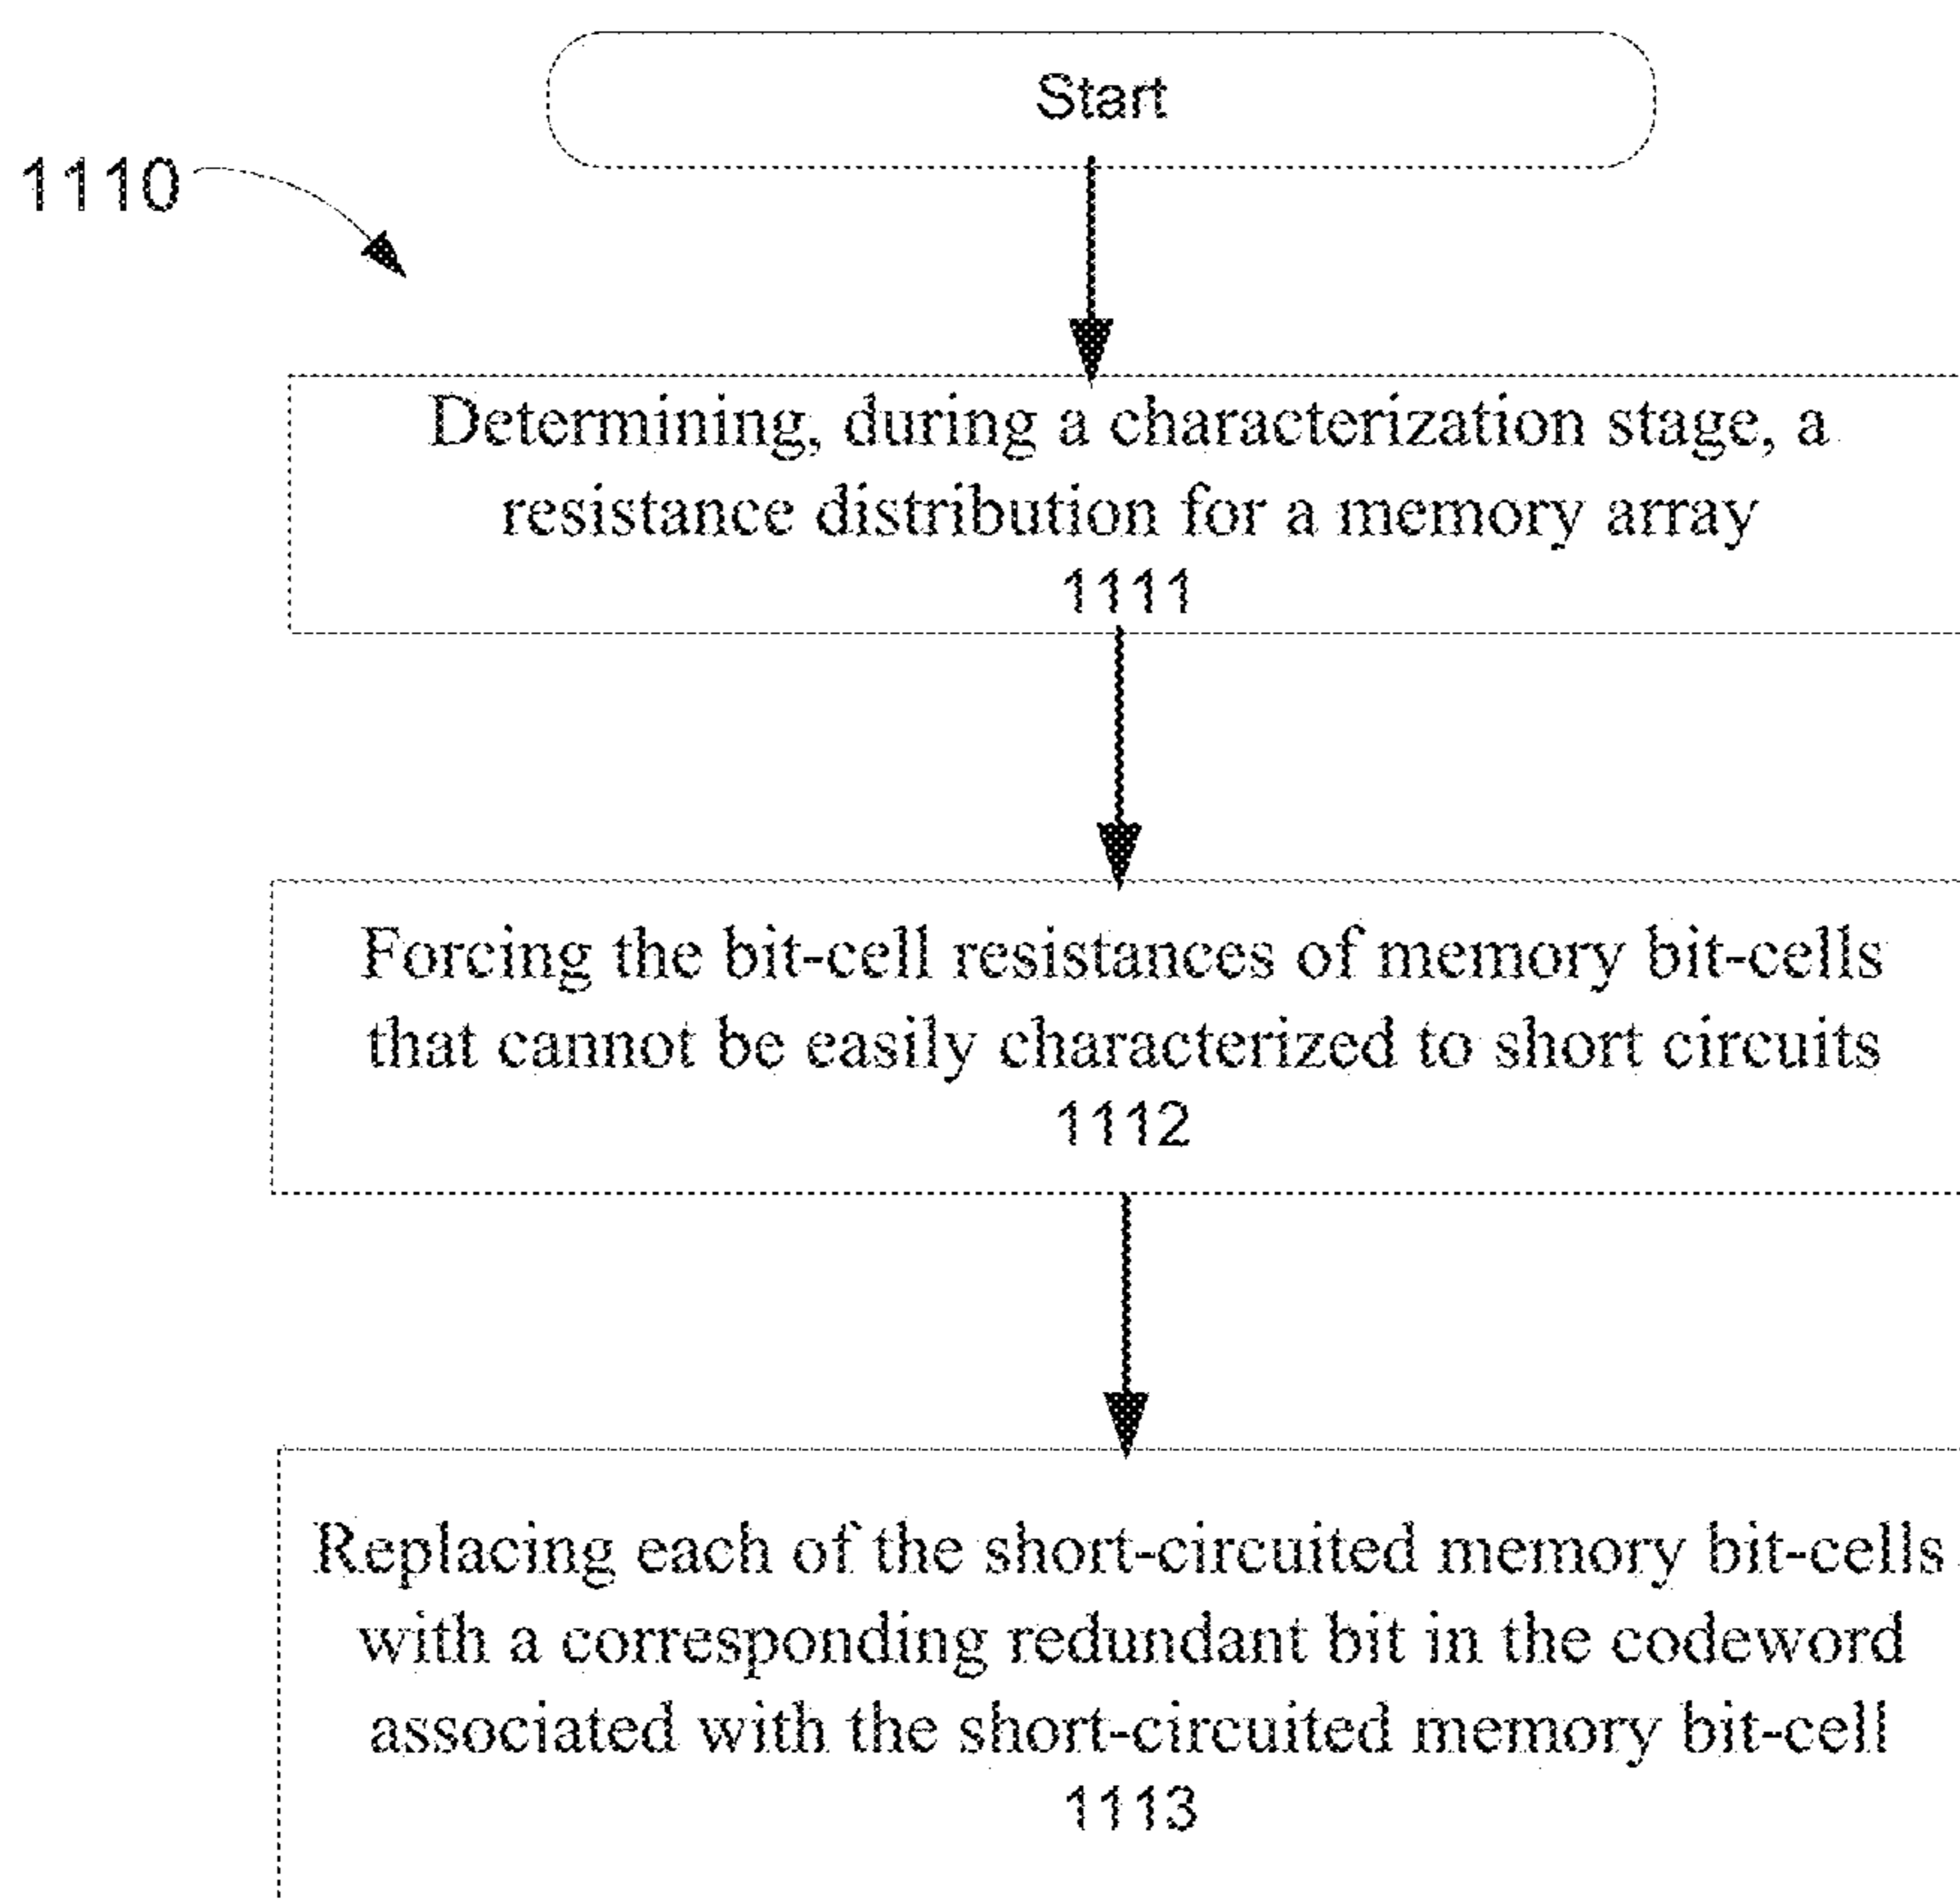 Start
1110
Determining, during a characterization stage, a
resistance distribution for a memory array
1111
Forcing the bit-cell resistances of memory bit-cells
that cannot be easily characterized to short circuits
1112
Replacing each of the short-circuited memory bit-cells
with a corresponding redundant bit in the codeword
associated with the short-circuited memory bit-cell
1113